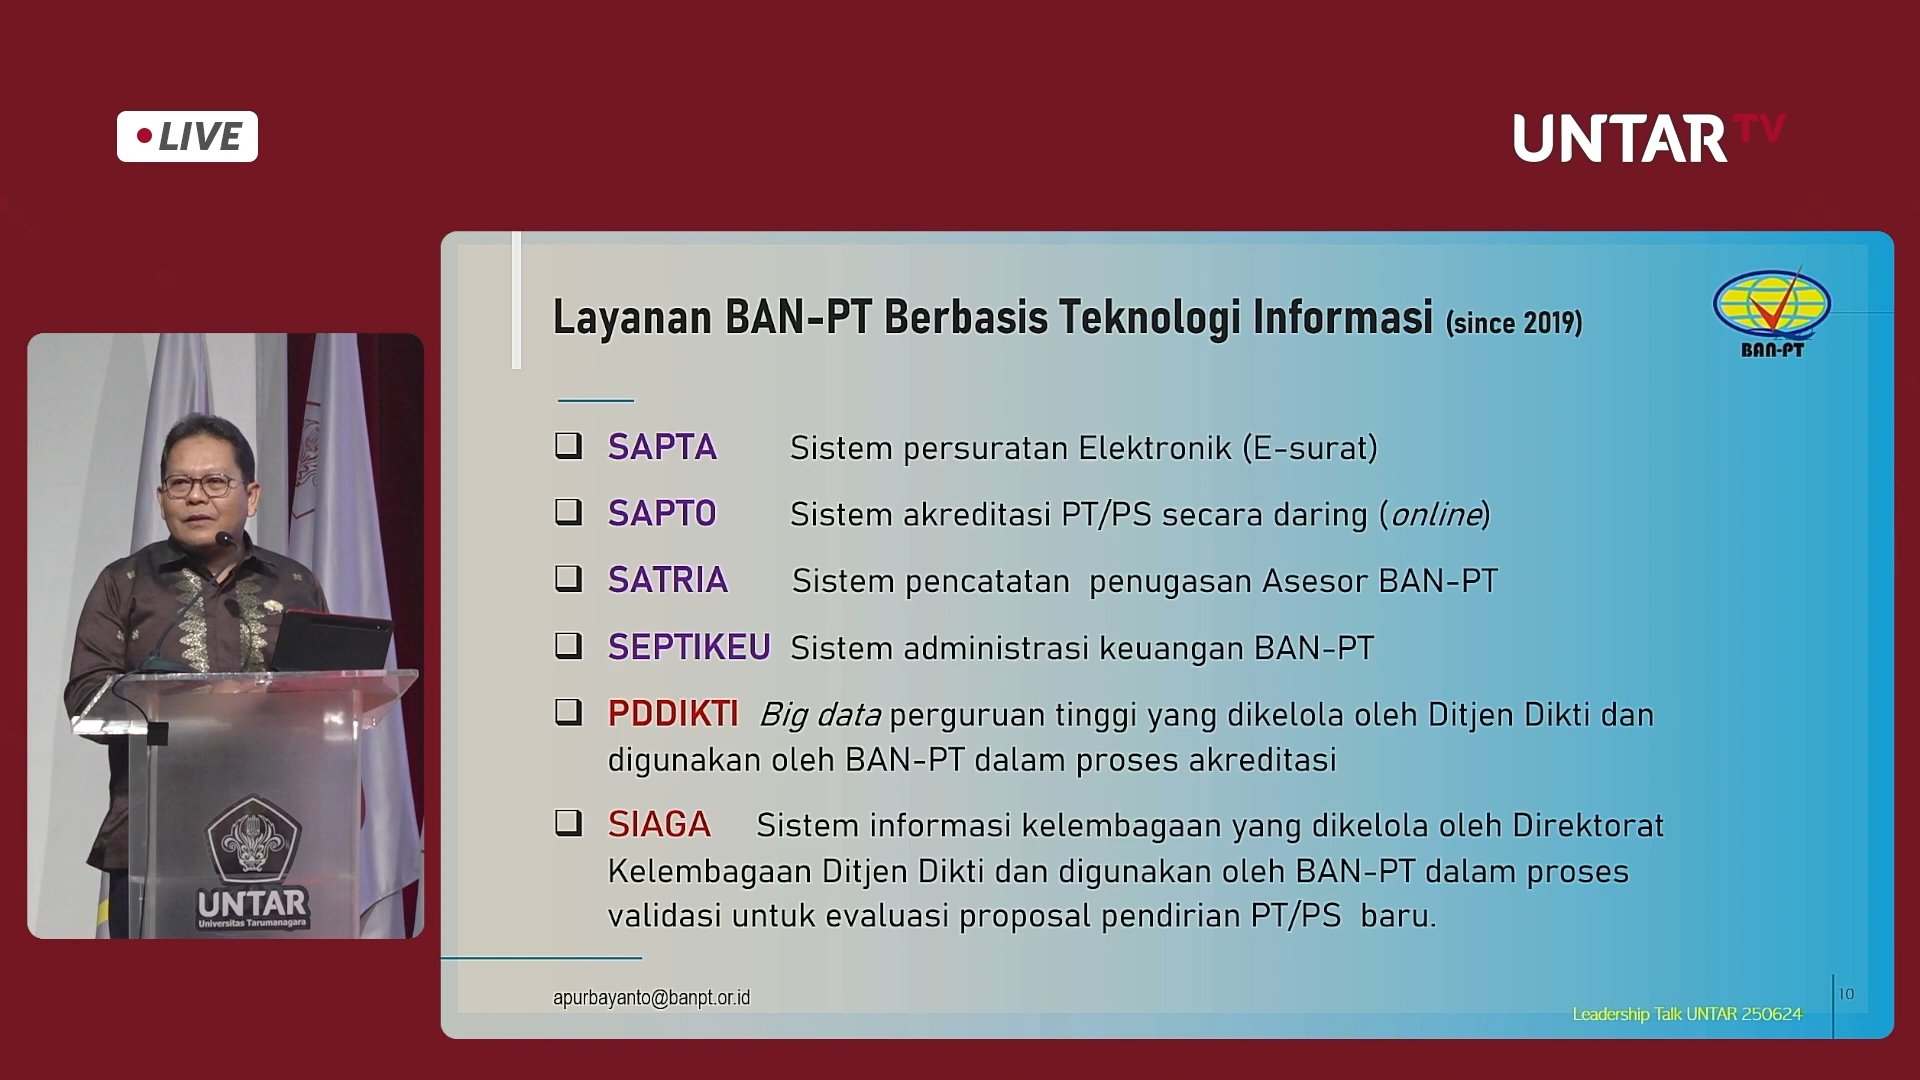 LIVE
UNTAR TV
Layanan BAN-PT Berbasis Teknologi Informasi (since 2019)
BAN-PT
SAPTA Sistem persuratan Elektronik (E-surat)
SAPTO Sistem akreditasi PT/PS secara daring (online)
SATRIA Sistem pencatatan penugasan Asesor BAN-PT
SEPTIKEU Sistem administrasi keuangan BAN-PT
PDDIKTI Big data perguruan tinggi yang dikelola oleh Ditjen Dikti dan
digunakan oleh BAN-PT dalam proses akreditasi
SIAGA Sistem informasi kelembagaan yang dikelola oleh Direktorat
Kelembagaan Ditjen Dikti dan digunakan oleh BAN-PT dalam proses
validasi untuk evaluasi proposal pendirian PT/PS baru.
apurbayanto@banpt.or.id
10
Leadership Talk UNTAR 250624
UNTAR
Universitas Tarumanagara